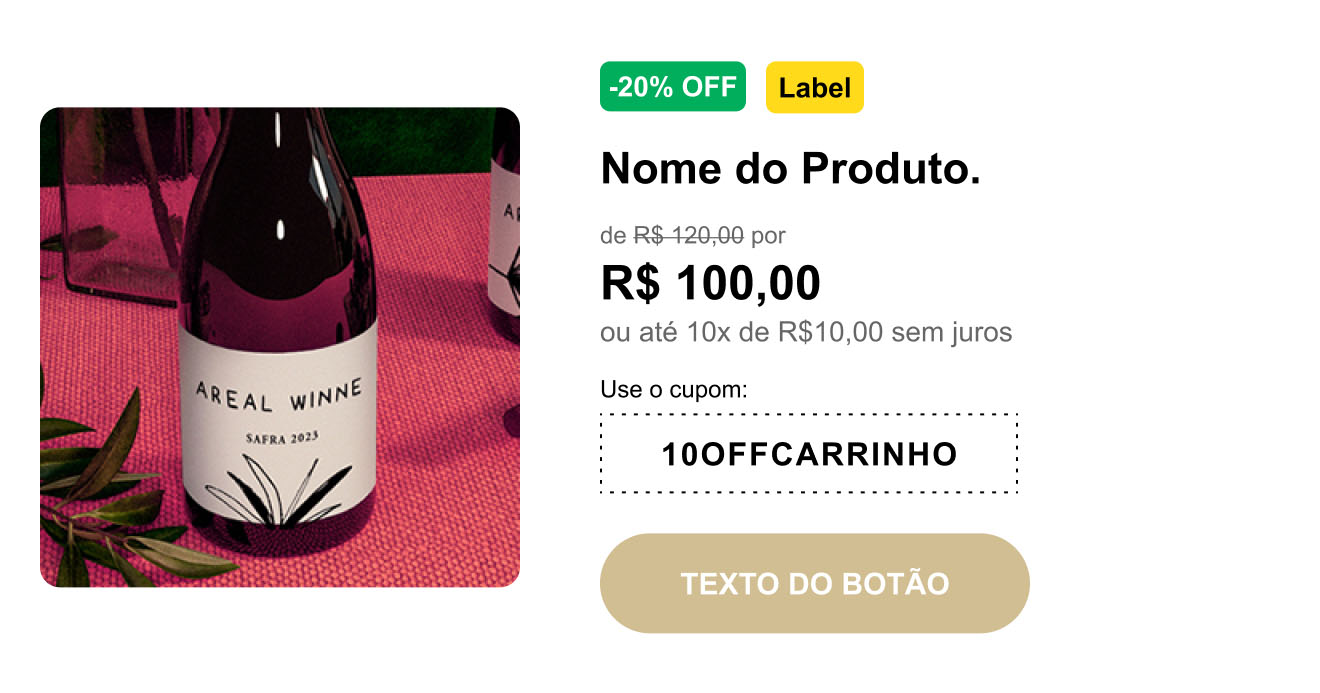 -20% OFF Label
Nome do Produto.
de R$ 120,00 por
R$ 100,00
ou até 10x de R$10,00 sem juros
Use o cupom:
10OFFCARRINHO
TEXTO DO BOTÃO
AREAL WINNE
SAFRA 2023